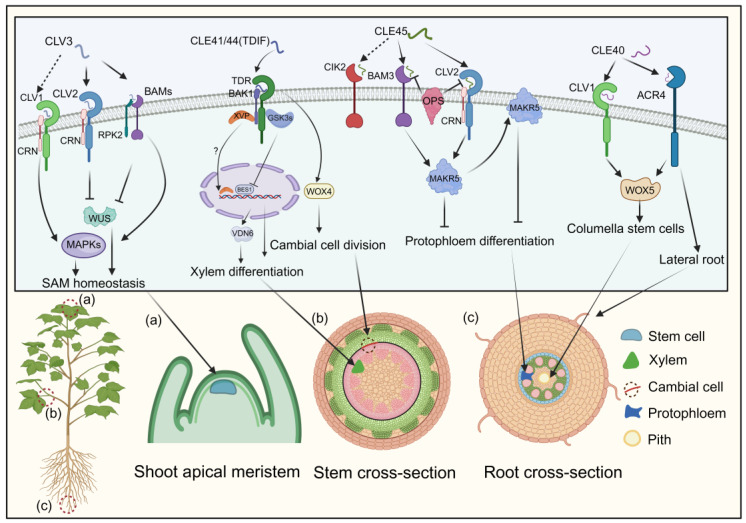 CLV3
CLV1
CLV2
BAMs
CRN
CRN
RPK2
WUS
MAPKs
SAM homeostasis
CLE41/44(TDIF)
TDR
BAK1
XVP
GSK3s
?
BES1
WOX4
VDN6
Cambial cell division
Xylem differentiation
CLE45
CIK2
BAM3
CLV2
OPS
CRN
MAKR5
MAKR5
Protophloem differentiation
CLE40
CLV1
ACR4
WOX5
Columella stem cells
Lateral root
(a)
(b)
(c)
(a)
Shoot apical meristem
(b)
Stem cross-section
(c)
Root cross-section
Stem cell
Xylem
Cambial cell
Protophloem
Pith